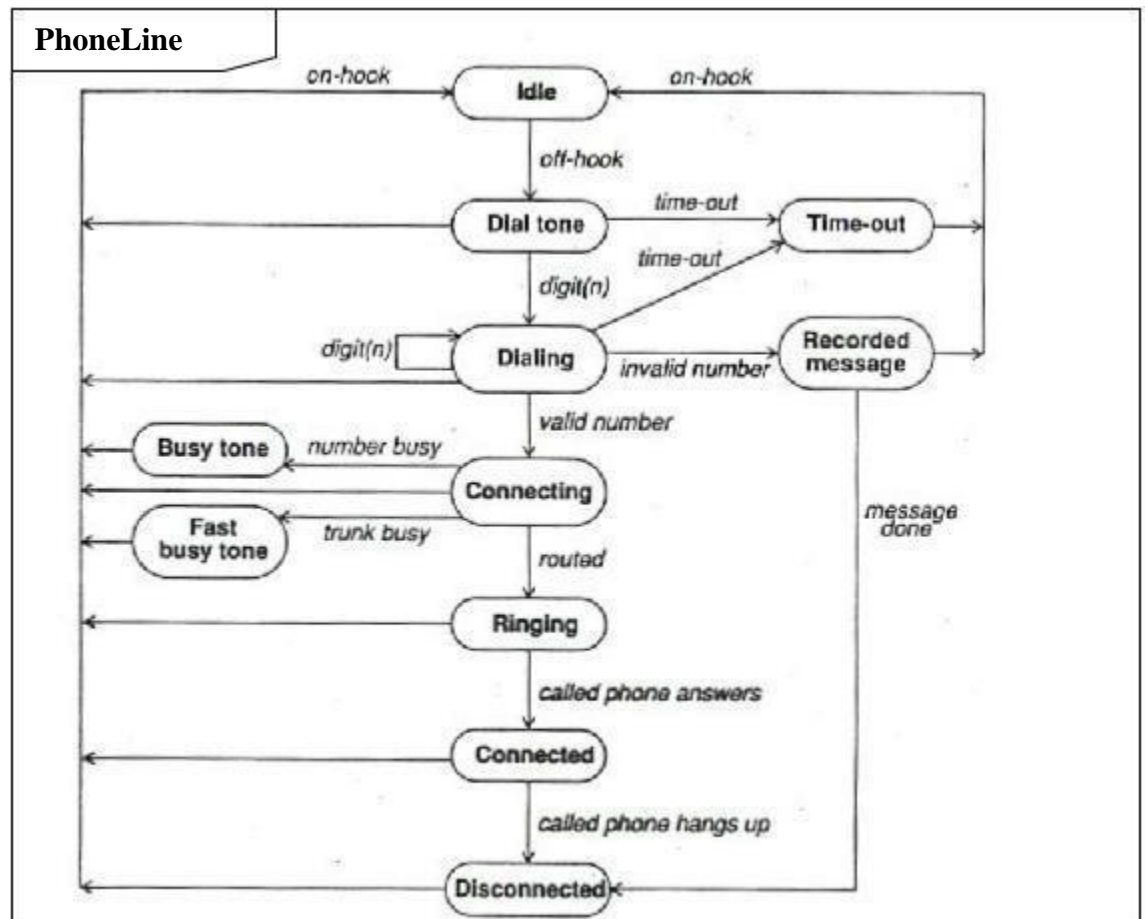 PhoneLine
on-hook
Idle
on-hook
off-hook
Dial tone
time-out
Time-out
time-out
digit(n)
digit(n)
Dialing
invalid number
Recorded
message
valid number
Busy tone
number busy
Connecting
Fast
busy tone
trunk busy
message
done
routed
Ringing
called phone answers
Connected
called phone hangs up
Disconnected